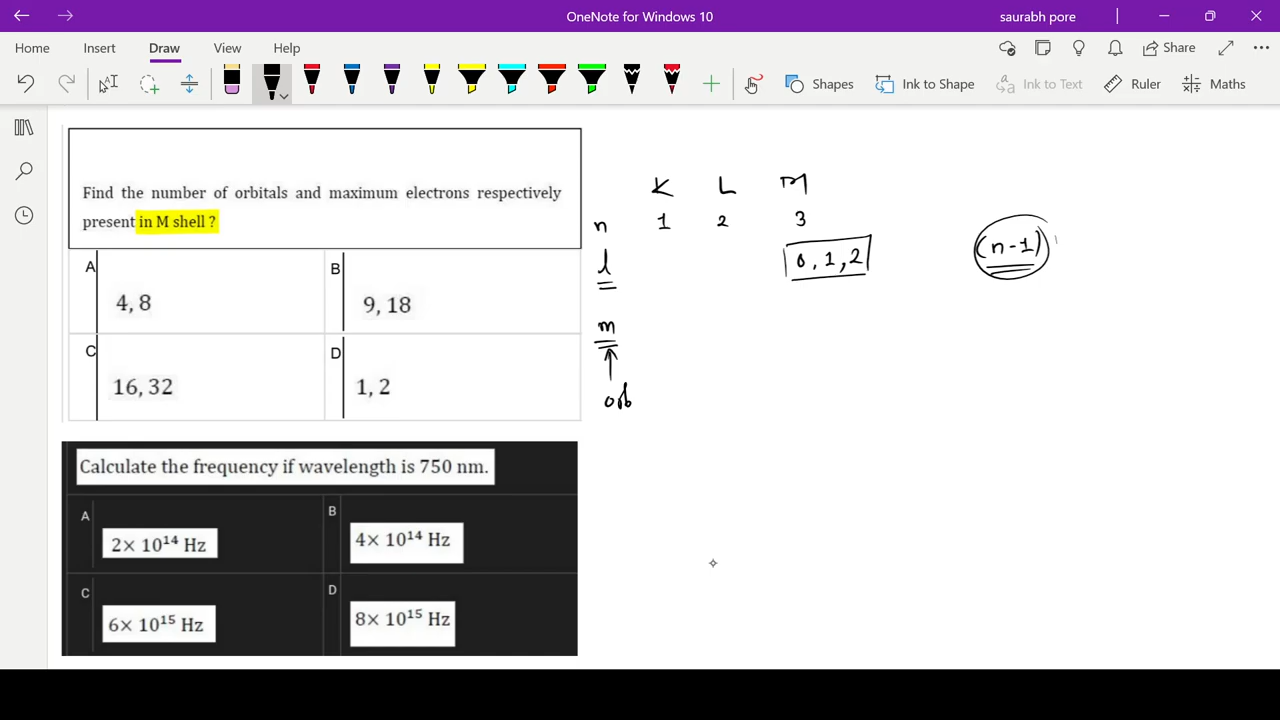 OneNote for Windows 10
saurabh pore
Home Insert Draw View Help
Share
Shapes Ink to Shape Ink to Text Ruler Maths
Find the number of orbitals and maximum electrons respectively
present in M shell ?
A 4, 8 B 9, 18
C 16, 32 D 1, 2
K L M
n 1 2 3
l 0, 1, 2 (n-1)
m
orb
Calculate the frequency if wavelength is 750 nm.
A 2× 10¹⁴ Hz B 4× 10¹⁴ Hz
C 6× 10¹⁵ Hz D 8× 10¹⁵ Hz